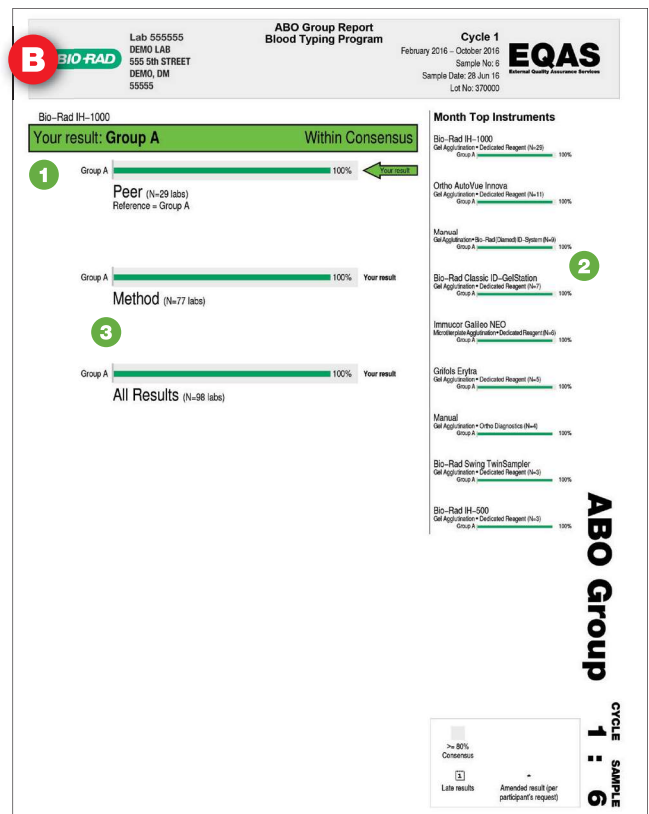 B
BIO-RAD
Lab 555555
DEMO LAB
555 5th STREET
DEMO, DM
55555
ABO Group Report
Blood Typing Program
Cycle 1
February 2016 – October 2016
Sample No: 6
Sample Date: 28 Jun 16
Lot No: 370000
EQAS
External Quality Assurance Services
Bio-Rad IH-1000
Your result: Group A Within Consensus
1
Group A 100% Your result
Peer (N=29 labs)
Reference = Group A
Group A 100% Your result
Method (N=77 labs)
3
Group A 100% Your result
All Results (N=98 labs)
Month Top Instruments
Bio-Rad IH-1000
Gel Agglutination • Dedicated Reagent (N=29)
Group A 100%
Ortho AutoVue Innova
Gel Agglutination • Dedicated Reagent (N=11)
Group A 100%
Manual
Gel Agglutination • Bio-Rad (Diamed) ID-System (N=9)
Group A 100%
2
Bio-Rad Classic ID-GelStation
Gel Agglutination • Dedicated Reagent (N=7)
Group A 100%
Immucor Galileo NEO
Microtiterplate Agglutination • Dedicated Reagent (N=6)
Group A 100%
Grifols Erytra
Gel Agglutination • Dedicated Reagent (N=5)
Group A 100%
Manual
Gel Agglutination • Ortho Diagnostics (N=4)
Group A 100%
Bio-Rad Swing TwinSampler
Gel Agglutination • Dedicated Reagent (N=3)
Group A 100%
Bio-Rad IH-500
Gel Agglutination • Dedicated Reagent (N=3)
Group A 100%
ABO Group
CYCLE SAMPLE
1 : 6
>= 80%
Consensus
1
Late results
-
Amended result (per
participant's request)